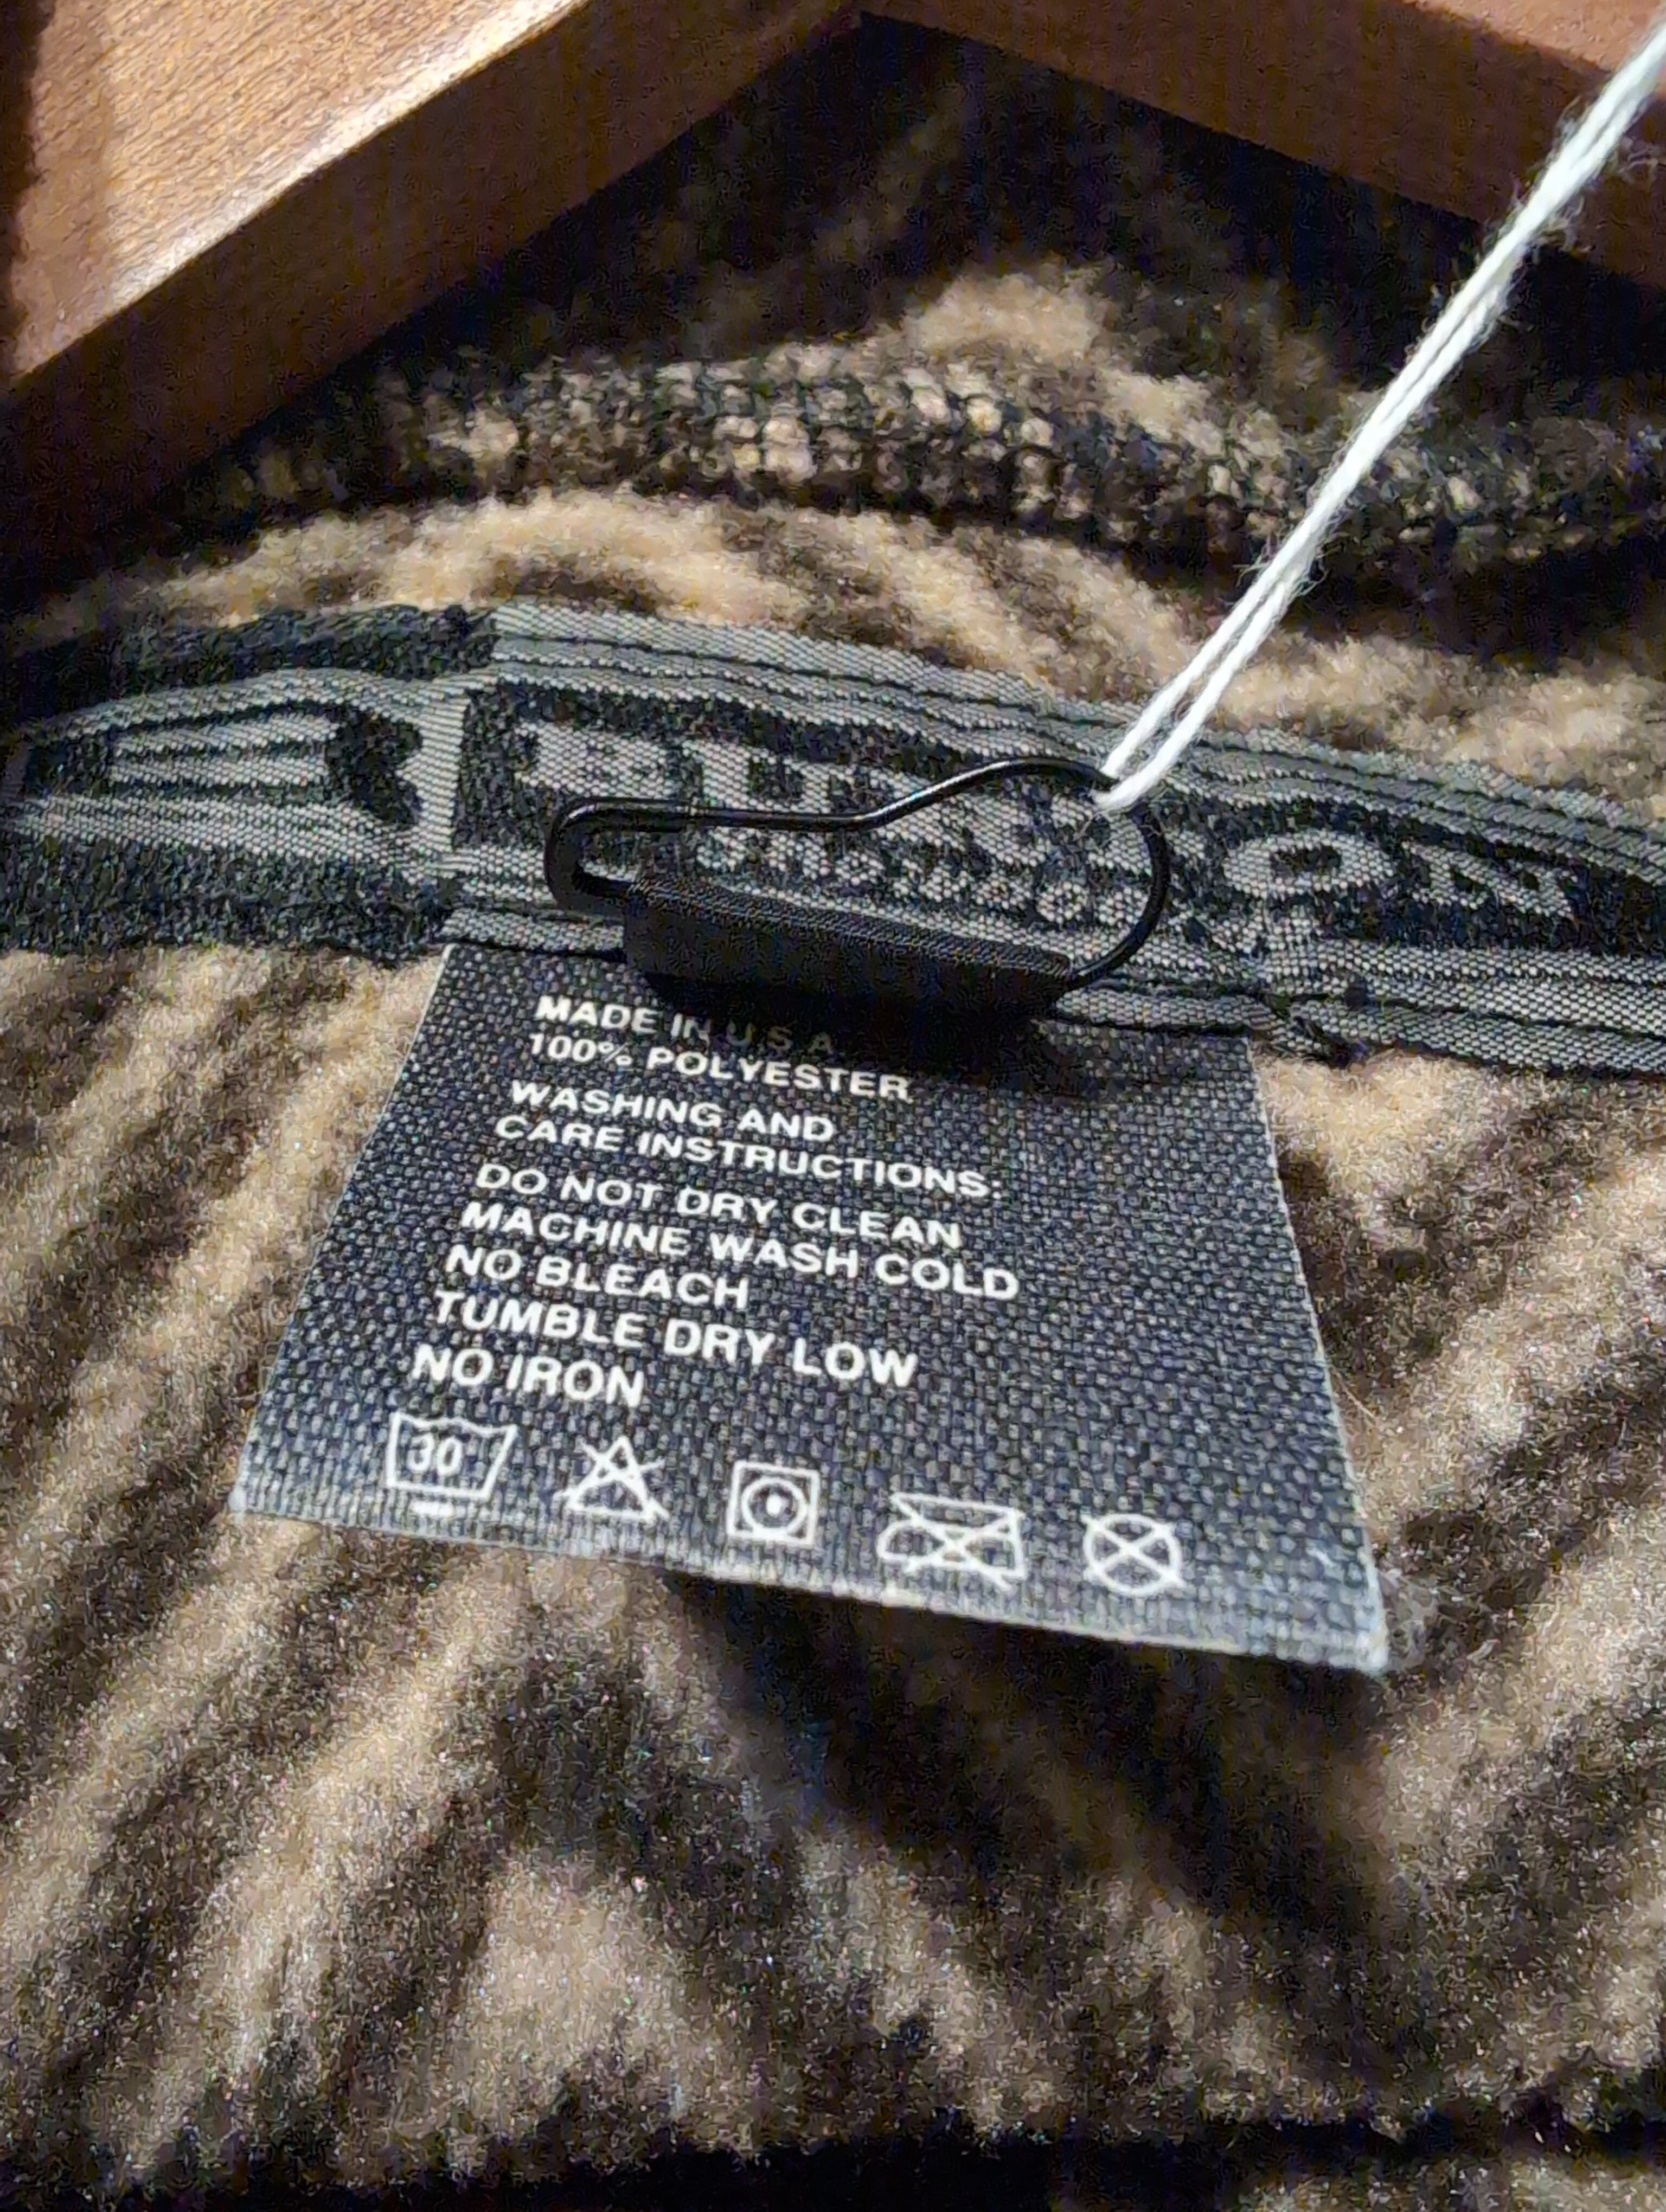 MADE IN U.S.A.
100% POLYESTER
WASHING AND
CARE INSTRUCTIONS:
DO NOT DRY CLEAN
MACHINE WASH COLD
NO BLEACH
TUMBLE DRY LOW
NO IRON
30°